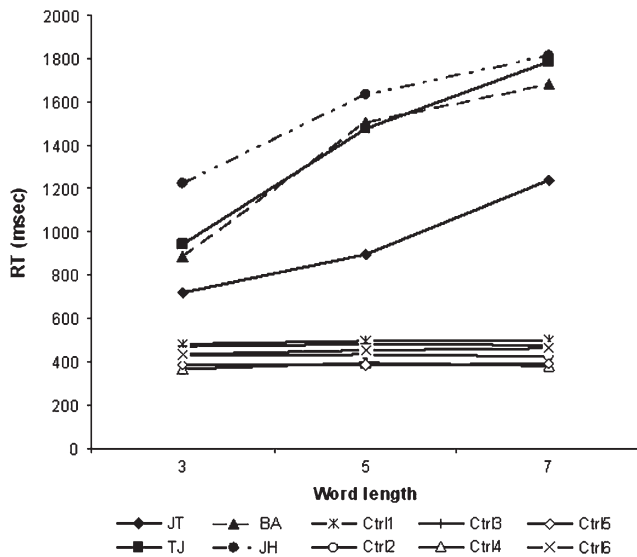 2000
1800
1600
1400
1200
1000
800
600
400
200
0
RT (msec)
3 5 7
Word length
JT BA Ctrl1 Ctrl3 Ctrl5
TJ JH Ctrl2 Ctrl4 Ctrl6